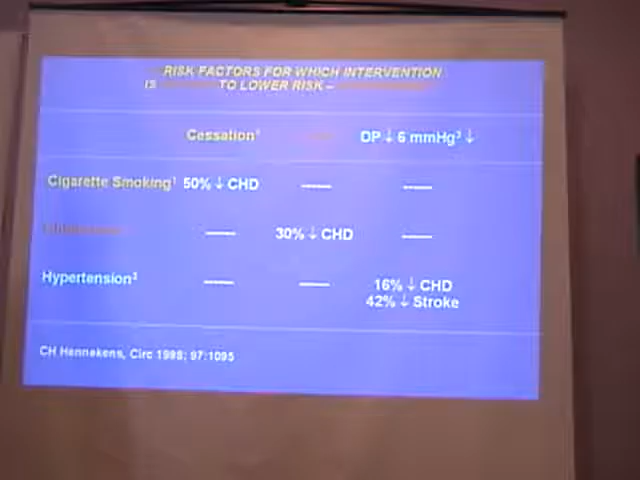 RISK FACTORS FOR WHICH INTERVENTION
IS TO LOWER RISK –
Cessation¹ DP ↓ 6 mmHg³ ↓
Cigarette Smoking¹ 50% ↓ CHD —— ——
—— 30% ↓ CHD ——
Hypertension³ —— —— 16% ↓ CHD
42% ↓ Stroke
CH Hennekens, Circ 1998; 97:1095